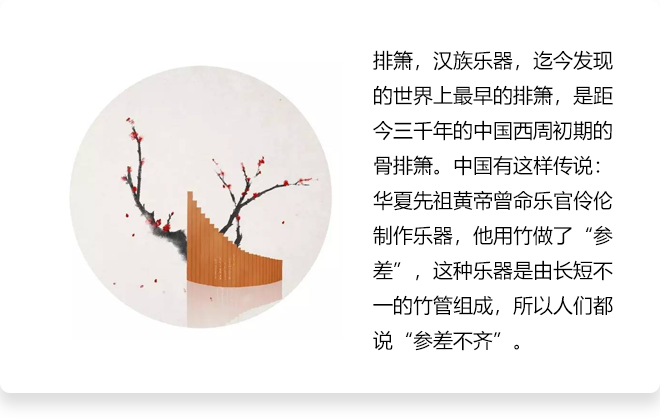 排箫，汉族乐器，迄今发现
的世界上最早的排箫，是距
今三千年的中国西周初期的
骨排箫。中国有这样传说：
华夏先祖黄帝曾命乐官伶伦
制作乐器，他用竹做了“参
差”，这种乐器是由长短不
一的竹管组成，所以人们都
说“参差不齐”。